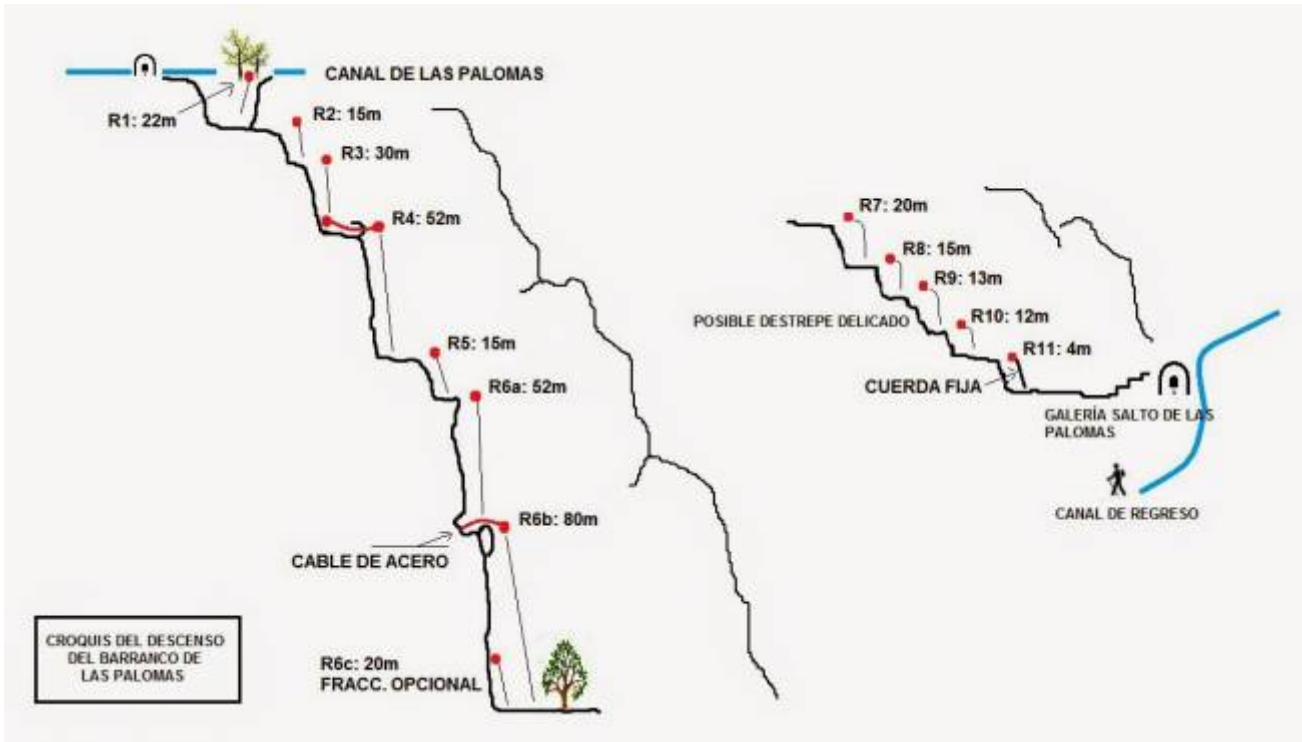 CANAL DE LAS PALOMAS
R1: 22m
R2: 15m
R3: 30m
R4: 52m
R5: 15m
R6a: 52m
R6b: 80m
CABLE DE ACERO
R6c: 20m
FRACC. OPCIONAL
CROQUIS DEL DESCENSO
DEL BARRANCO DE
LAS PALOMAS
R7: 20m
R8: 15m
R9: 13m
POSIBLE DESTREPE DELICADO
R10: 12m
R11: 4m
CUERDA FIJA
GALERÍA SALTO DE LAS
PALOMAS
CANAL DE REGRESO